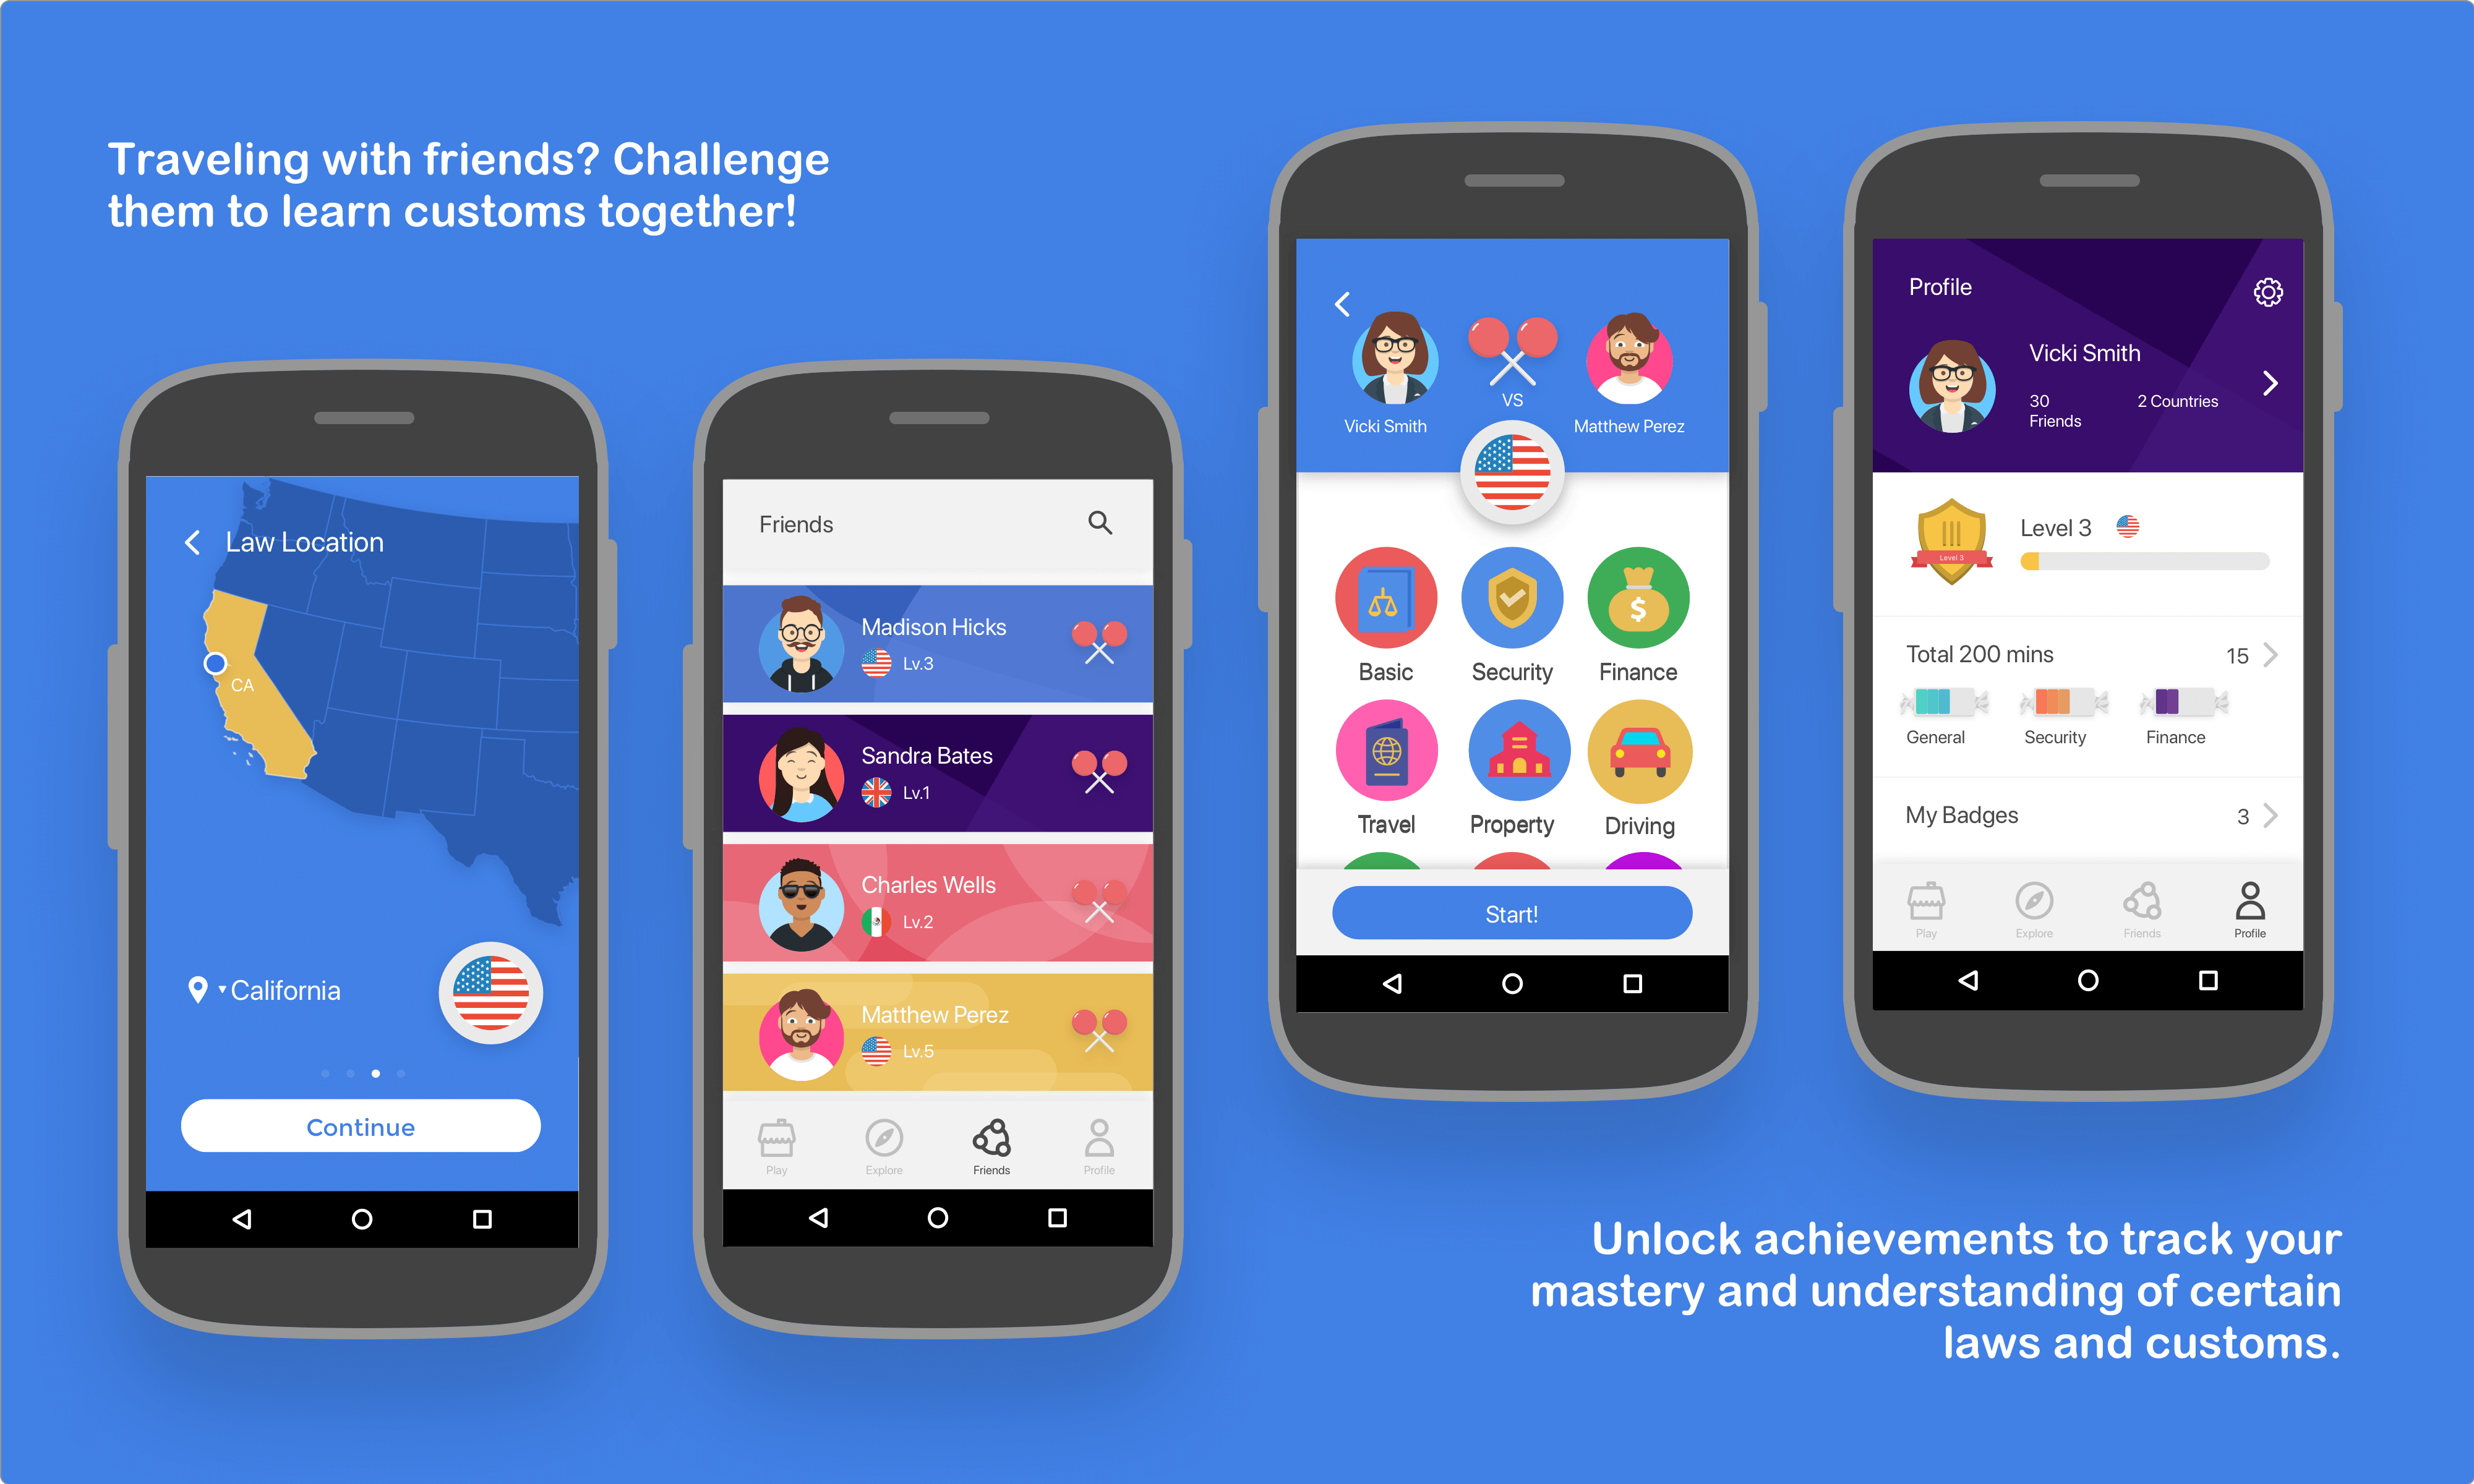 Traveling with friends? Challenge
them to learn customs together!
Law Location
CA
California
Continue
Friends
Madison Hicks
Lv.3
Sandra Bates
Lv.1
Charles Wells
Lv.2
Matthew Perez
Lv.5
Play
Explore
Friends
Profile
VS
Vicki Smith
Matthew Perez
Basic
Security
Finance
$
Travel
Property
Driving
Start!
Profile
Vicki Smith
30
Friends
2 Countries
Level 3
Level 3
Total 200 mins
15
General
Security
Finance
My Badges
3
Play
Explore
Friends
Profile
Unlock achievements to track your
mastery and understanding of certain
laws and customs.